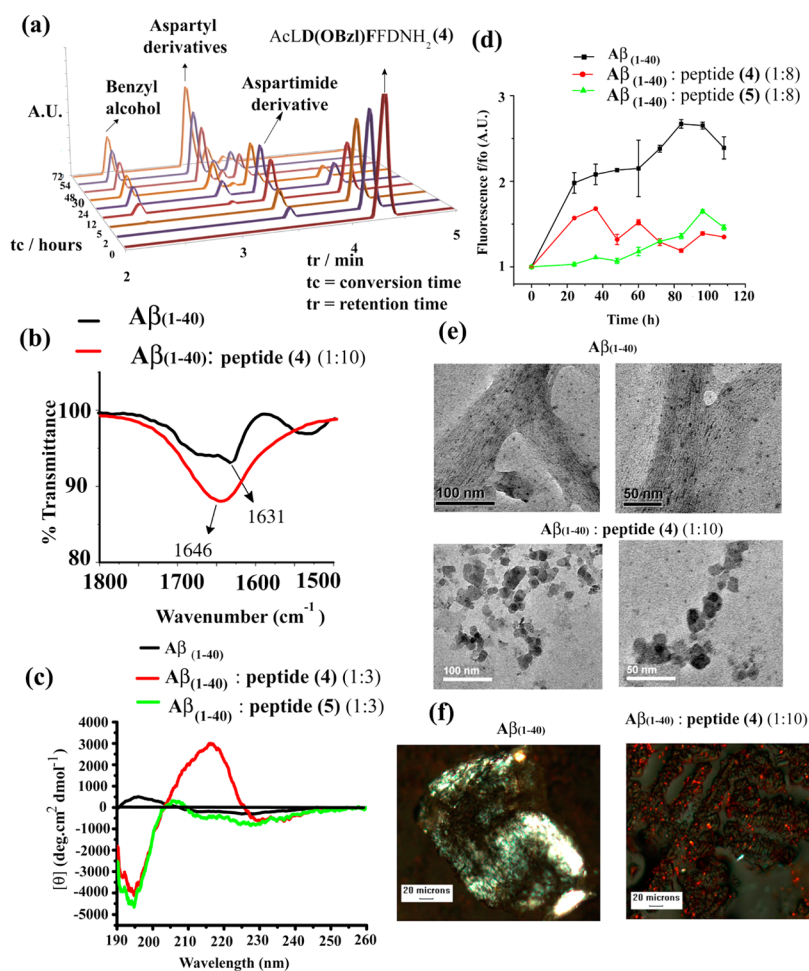 (a)
Aspartyl
derivatives
AcLD(OBzl)FFDNH2 (4)
Benzyl
alcohol
Aspartimide
derivative
A.U.
72
54
48
30
24
12
5
2
0
tc / hours
2
3
4
5
tr / min
tc = conversion time
tr = retention time
(d)
Aβ(1-40)
Aβ(1-40) : peptide (4) (1:8)
Aβ(1-40) : peptide (5) (1:8)
Fluorescence f/fo (A.U.)
3
2
1
0 20 40 60 80 100 120
Time (h)
(b)
Aβ(1-40)
Aβ(1-40): peptide (4) (1:10)
% Transmittance
100
90
80
1631
1646
1800 1700 1600 1500
Wavenumber (cm-1)
(e)
Aβ(1-40)
100 nm
50 nm
Aβ(1-40) : peptide (4) (1:10)
100 nm
50 nm
(c)
Aβ (1-40)
Aβ(1-40) : peptide (4) (1:3)
Aβ(1-40) : peptide (5) (1:3)
[θ] (deg.cm2 dmol-1)
4000
3000
2000
1000
0
-1000
-2000
-3000
-4000
-5000
190 200 210 220 230 240 250 260
Wavelength (nm)
(f)
Aβ(1-40)
Aβ(1-40) : peptide (4) (1:10)
20 microns
20 microns